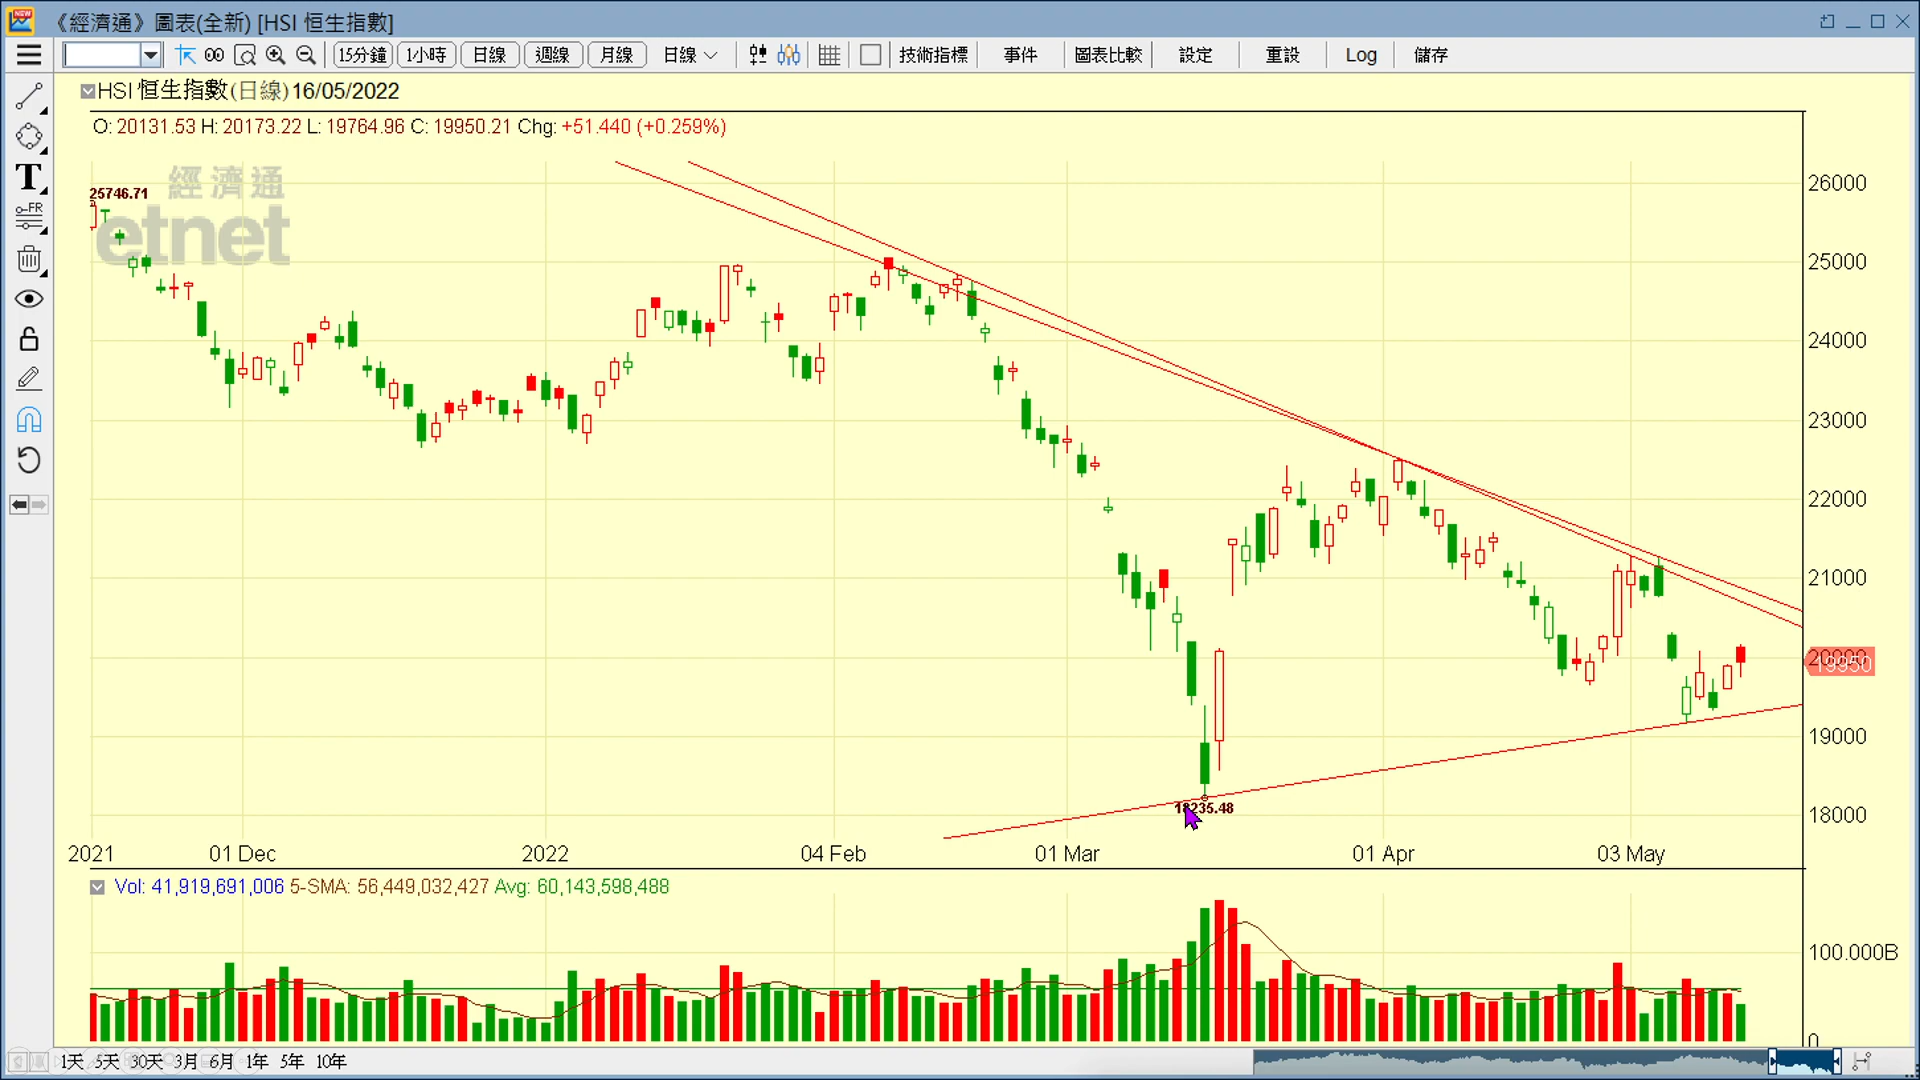 《經濟通》圖表(全新) [HSI 恒生指數]
15分鐘 1小時 日線 週線 月線 日線 技術指標 事件 圖表比較 設定 重設 Log 儲存
HSI 恒生指數(日線)16/05/2022
O: 20131.53 H: 20173.22 L: 19764.96 C: 19950.21 Chg: +51.440 (+0.259%)
經濟通
etnet
25746.71
26000
25000
24000
23000
22000
21000
20000
19950
19000
18235.48
18000
2021 01 Dec 2022 04 Feb 01 Mar 01 Apr 03 May
Vol: 41,919,691,006 5-SMA: 56,449,032,427 Avg: 60,143,598,488
100.000B
0
1天 5天 30天 3月 6月 1年 5年 10年
T
FR
NEW